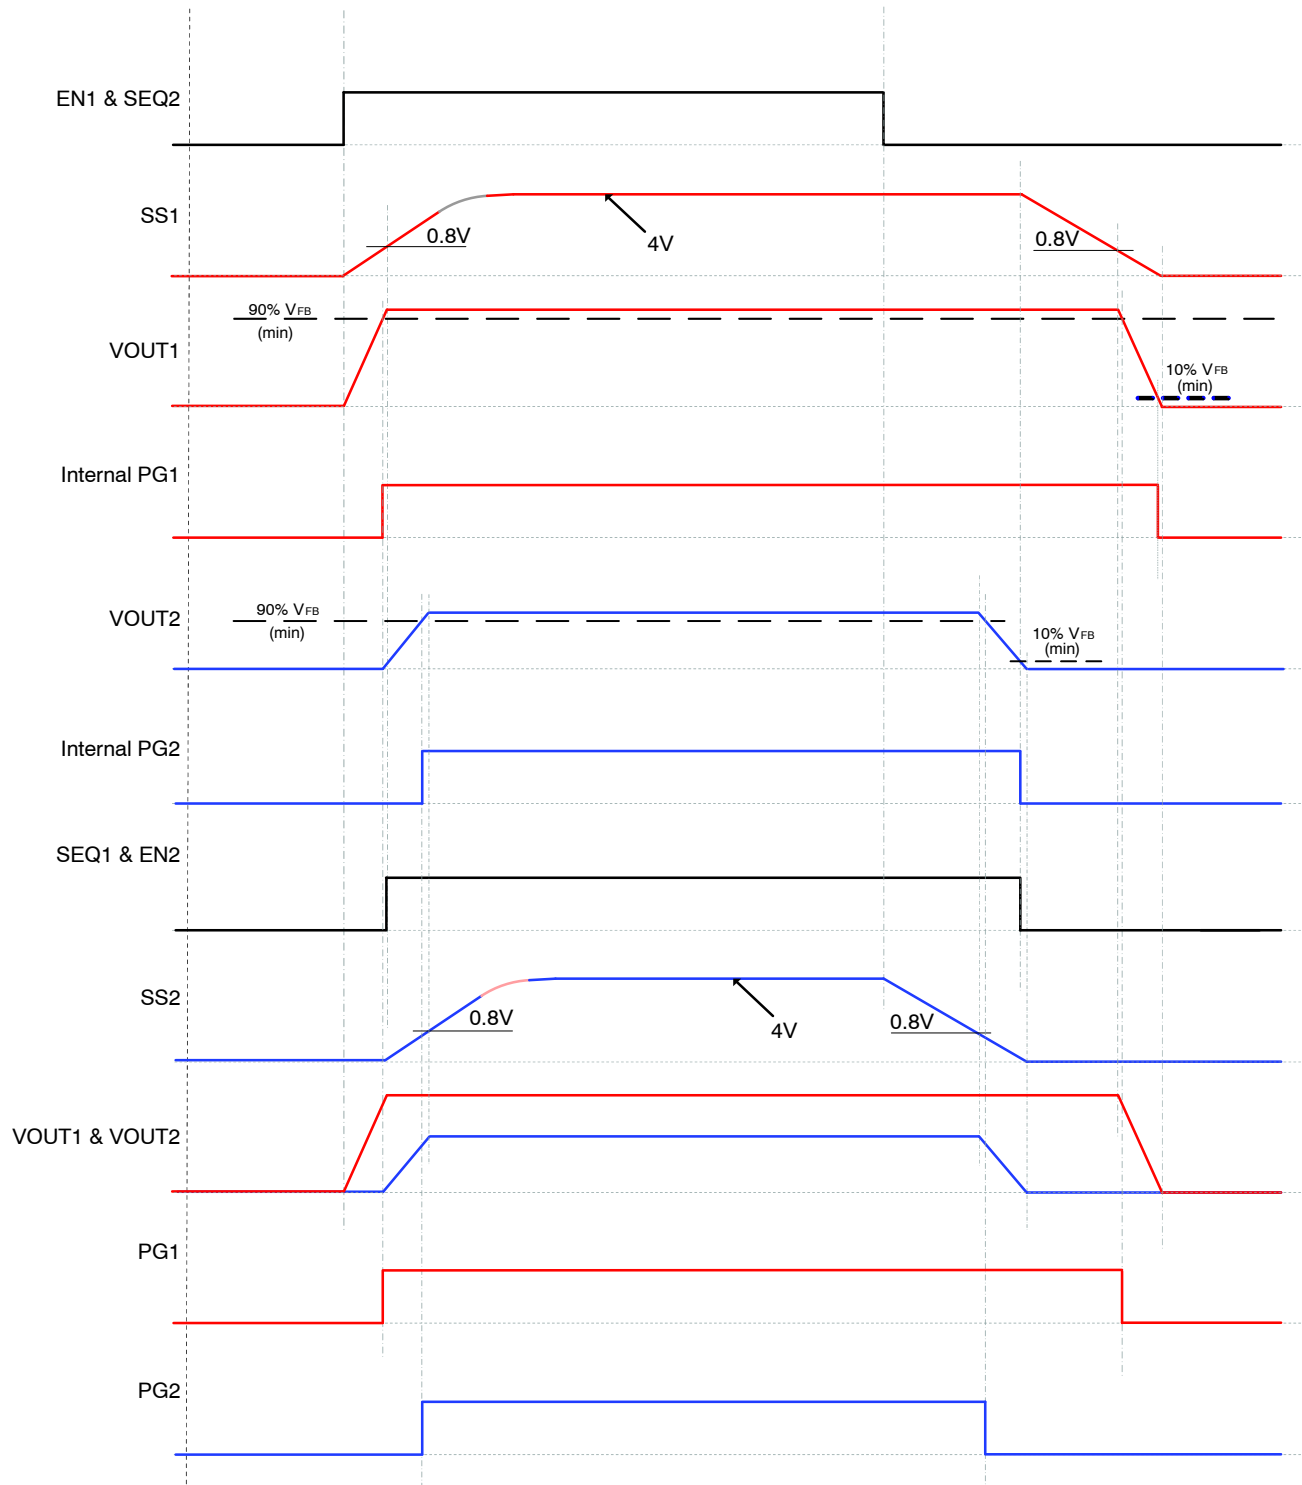 EN1 & SEQ2
SS1
0.8V
4V
0.8V
90% VFB
(min)
VOUT1
10% VFB
(min)
Internal PG1
90% VFB
(min)
VOUT2
10% VFB
(min)
Internal PG2
SEQ1 & EN2
SS2
0.8V
4V
0.8V
VOUT1 & VOUT2
PG1
PG2